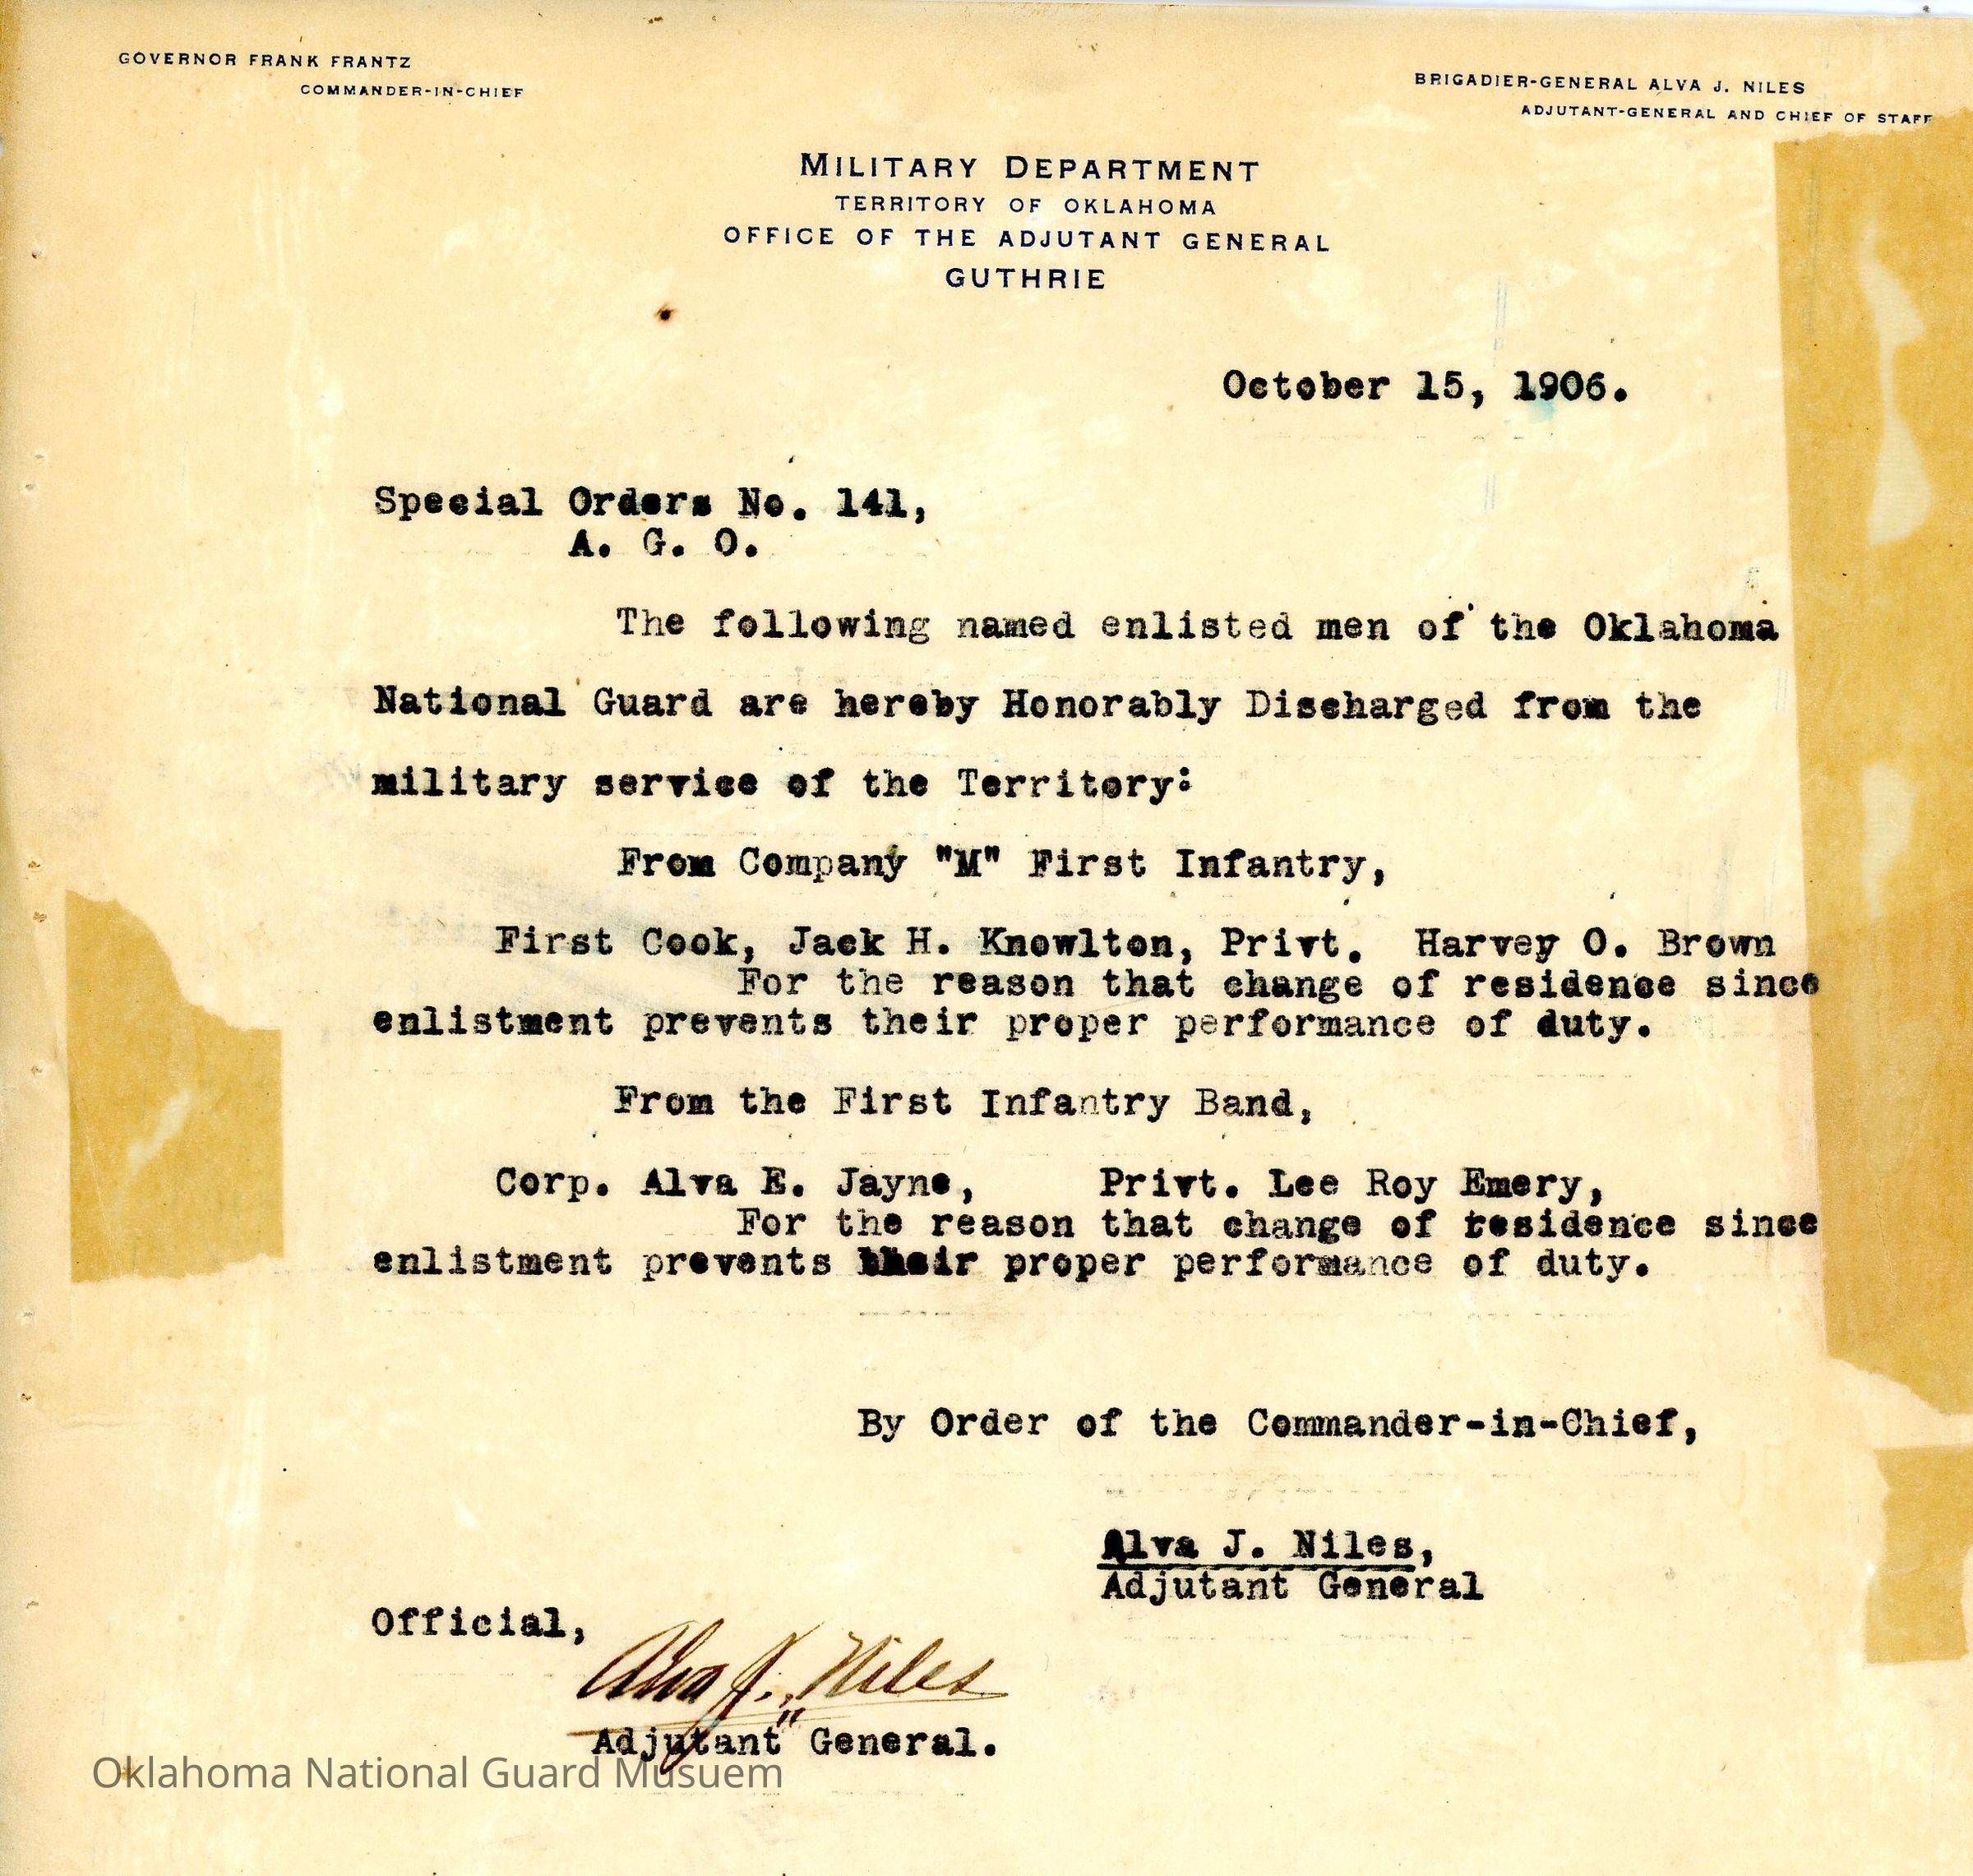 GOVERNOR FRANK FRANTZ
COMMANDER-IN-CHIEF
BRIGADIER-GENERAL ALVA J. NILES
ADJUTANT-GENERAL AND CHIEF OF STAFF
MILITARY DEPARTMENT
TERRITORY OF OKLAHOMA
OFFICE OF THE ADJUTANT GENERAL
GUTHRIE
October 15, 1906.
Special Orders No. 141,
A. G. O.
The following named enlisted men of the Oklahoma
National Guard are hereby Honorably Discharged from the
military service of the Territory:
From Company "M" First Infantry,
First Cook, Jack H. Knowlton, Privt. Harvey O. Brown
For the reason that change of residence since
enlistment prevents their proper performance of duty.
From the First Infantry Band,
Corp. Alva E. Jayne, Privt. Lee Roy Emery,
For the reason that change of residence since
enlistment prevents their proper performance of duty.
By Order of the Commander-in-Chief,
Alva J. Niles,
Adjutant General
Official,
Alva J. Niles
Adjutant General.
Oklahoma National Guard Musuem